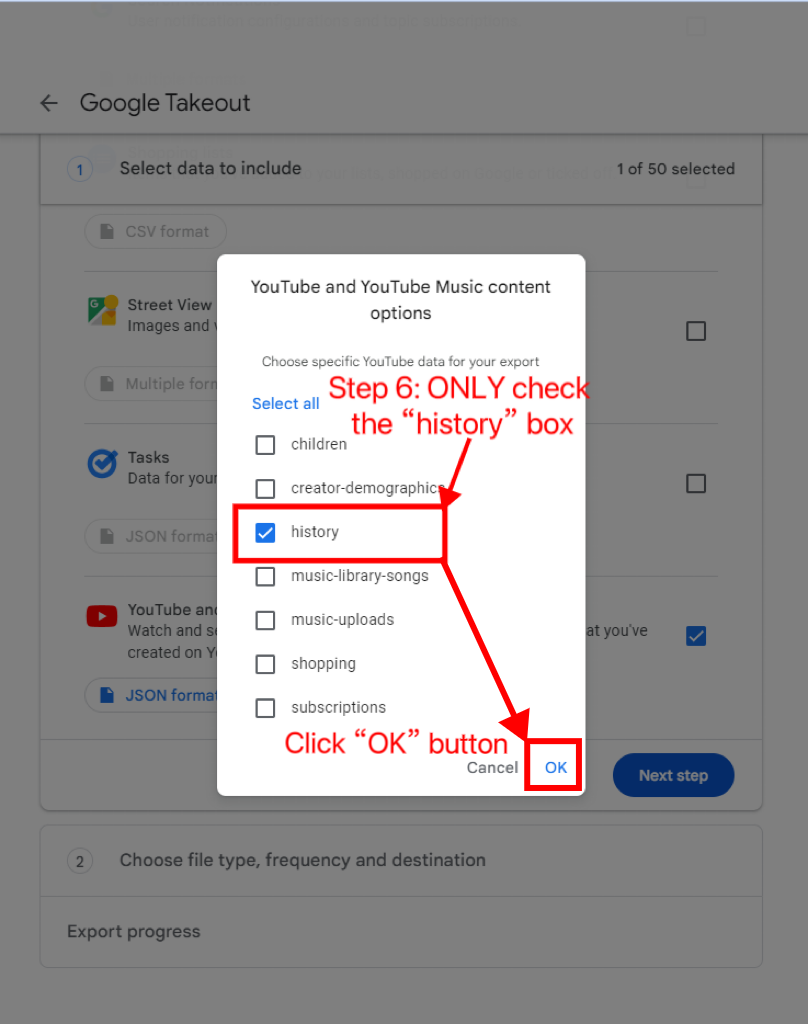 Google Takeout
1
Select data to include
1 of 50 selected
CSV format
Street View
Images and
Multiple form
Tasks
Data for your
JSON format
YouTube and
Watch and se
at you've
created on Yo
JSON format
YouTube and YouTube Music content
options
Choose specific YouTube data for your export
Step 6: ONLY check
the “history” box
Select all
children
creator-demographics
history
music-library-songs
music-uploads
shopping
subscriptions
Click “OK” button
Cancel
OK
Next step
2
Choose file type, frequency and destination
Export progress